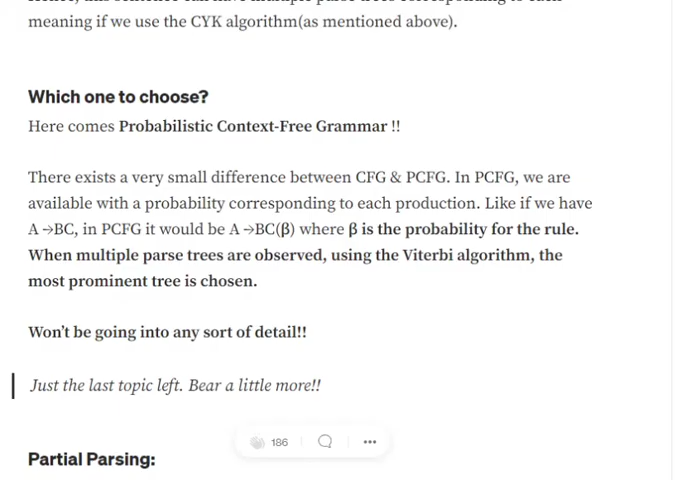 meaning if we use the CYK algorithm(as mentioned above).
Which one to choose?
Here comes Probabilistic Context-Free Grammar !!
There exists a very small difference between CFG & PCFG. In PCFG, we are
available with a probability corresponding to each production. Like if we have
A →BC, in PCFG it would be A →BC(β) where β is the probability for the rule.
When multiple parse trees are observed, using the Viterbi algorithm, the
most prominent tree is chosen.
Won't be going into any sort of detail!!
Just the last topic left. Bear a little more!!
186
Partial Parsing: